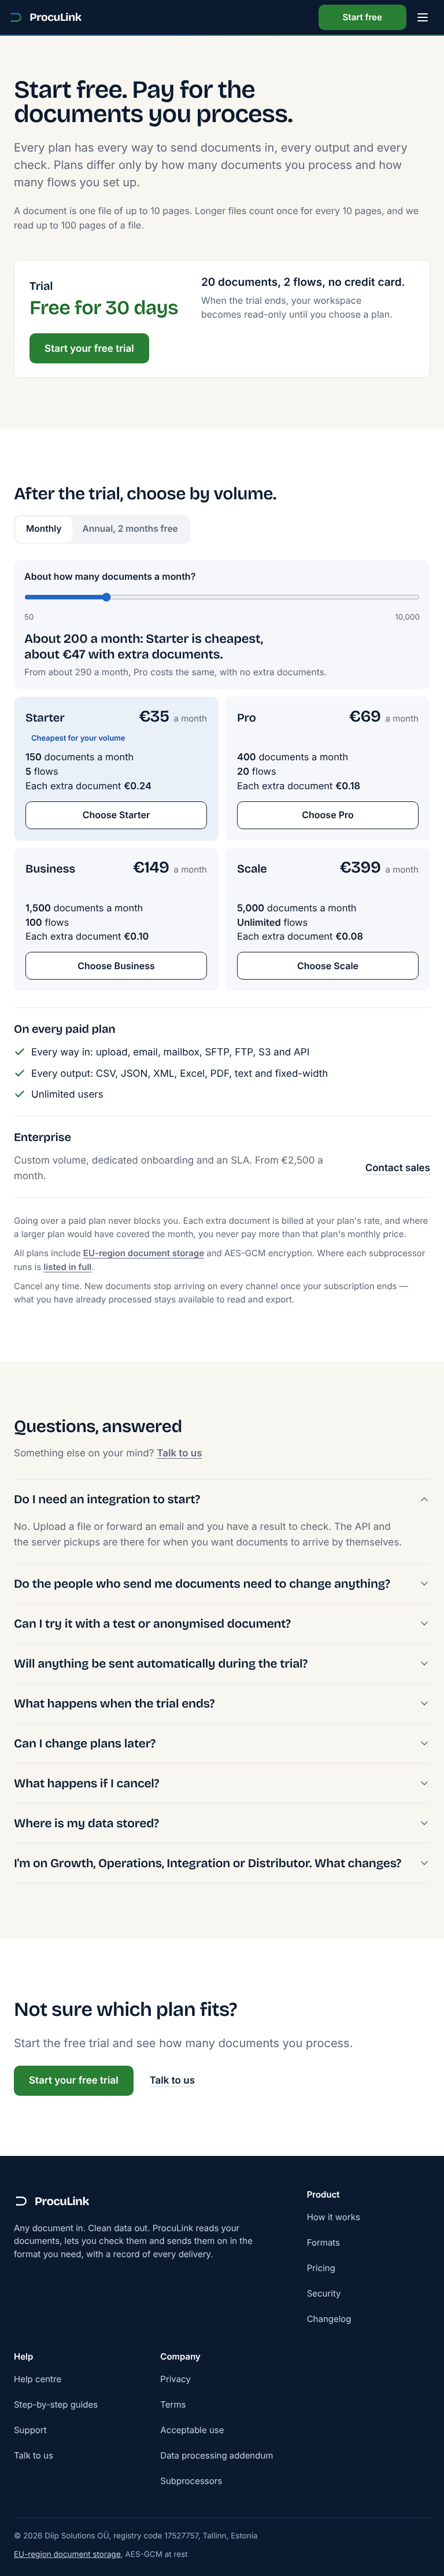 ProcuLink
Start free
Start free. Pay for the
documents you process.
Every plan has every way to send documents in, every output and every
check. Plans differ only by how many documents you process and how
many flows you set up.
A document is one file of up to 10 pages. Longer files count once for every 10 pages, and we
read up to 100 pages of a file.
Trial
Free for 30 days
Start your free trial
20 documents, 2 flows, no credit card.
When the trial ends, your workspace
becomes read-only until you choose a plan.
After the trial, choose by volume.
Monthly
Annual, 2 months free
About how many documents a month?
50
10,000
About 200 a month: Starter is cheapest,
about €47 with extra documents.
From about 290 a month, Pro costs the same, with no extra documents.
Starter
€35 a month
Cheapest for your volume
150 documents a month
5 flows
Each extra document €0.24
Choose Starter
Pro
€69 a month
400 documents a month
20 flows
Each extra document €0.18
Choose Pro
Business
€149 a month
1,500 documents a month
100 flows
Each extra document €0.10
Choose Business
Scale
€399 a month
5,000 documents a month
Unlimited flows
Each extra document €0.08
Choose Scale
On every paid plan
Every way in: upload, email, mailbox, SFTP, FTP, S3 and API
Every output: CSV, JSON, XML, Excel, PDF, text and fixed-width
Unlimited users
Enterprise
Custom volume, dedicated onboarding and an SLA. From €2,500 a
month.
Contact sales
Going over a paid plan never blocks you. Each extra document is billed at your plan's rate, and where
a larger plan would have covered the month, you never pay more than that plan's monthly price.
All plans include EU-region document storage and AES-GCM encryption. Where each subprocessor
runs is listed in full.
Cancel any time. New documents stop arriving on every channel once your subscription ends —
what you have already processed stays available to read and export.
Questions, answered
Something else on your mind? Talk to us
Do I need an integration to start?
No. Upload a file or forward an email and you have a result to check. The API and
the server pickups are there for when you want documents to arrive by themselves.
Do the people who send me documents need to change anything?
Can I try it with a test or anonymised document?
Will anything be sent automatically during the trial?
What happens when the trial ends?
Can I change plans later?
What happens if I cancel?
Where is my data stored?
I'm on Growth, Operations, Integration or Distributor. What changes?
Not sure which plan fits?
Start the free trial and see how many documents you process.
Start your free trial
Talk to us
ProcuLink
Any document in. Clean data out. ProcuLink reads your
documents, lets you check them and sends them on in the
format you need, with a record of every delivery.
Product
How it works
Formats
Pricing
Security
Changelog
Help
Help centre
Step-by-step guides
Support
Talk to us
Company
Privacy
Terms
Acceptable use
Data processing addendum
Subprocessors
© 2026 Diip Solutions OÜ, registry code 17527757, Tallinn, Estonia
EU-region document storage, AES-GCM at rest